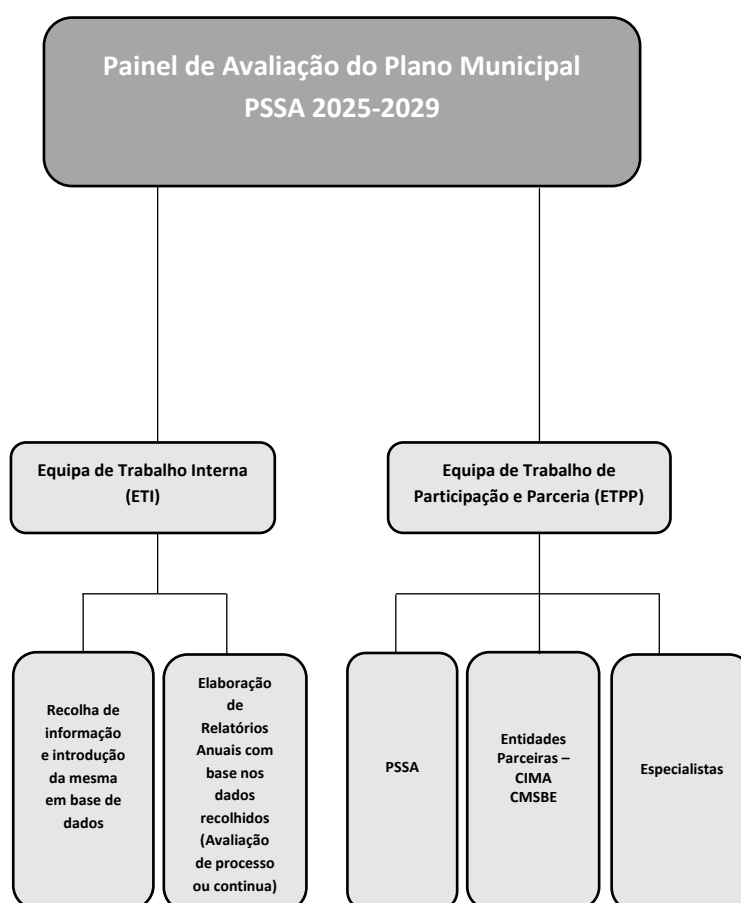 Painel de Avaliação do Plano Municipal
PSSA 2025-2029
Equipa de Trabalho Interna
(ETI)
Equipa de Trabalho de
Participação e Parceria (ETPP)
Recolha de
informação
e introdução
da mesma
em base de
dados
Elaboração
de
Relatórios
Anuais com
base nos
dados
recolhidos
(Avaliação
de processo
ou continua)
PSSA
Entidades
Parceiras –
CIMA
CMSBE
Especialistas